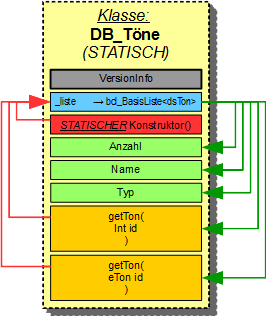 Klasse:
DB_Töne
(STATISCH)
VersionInfo
_liste → bd_BasisListe<dsTon>
STATISCHER Konstruktor()
Anzahl
Name
Typ
getTon(
Int id
)
getTon(
eTon id
)